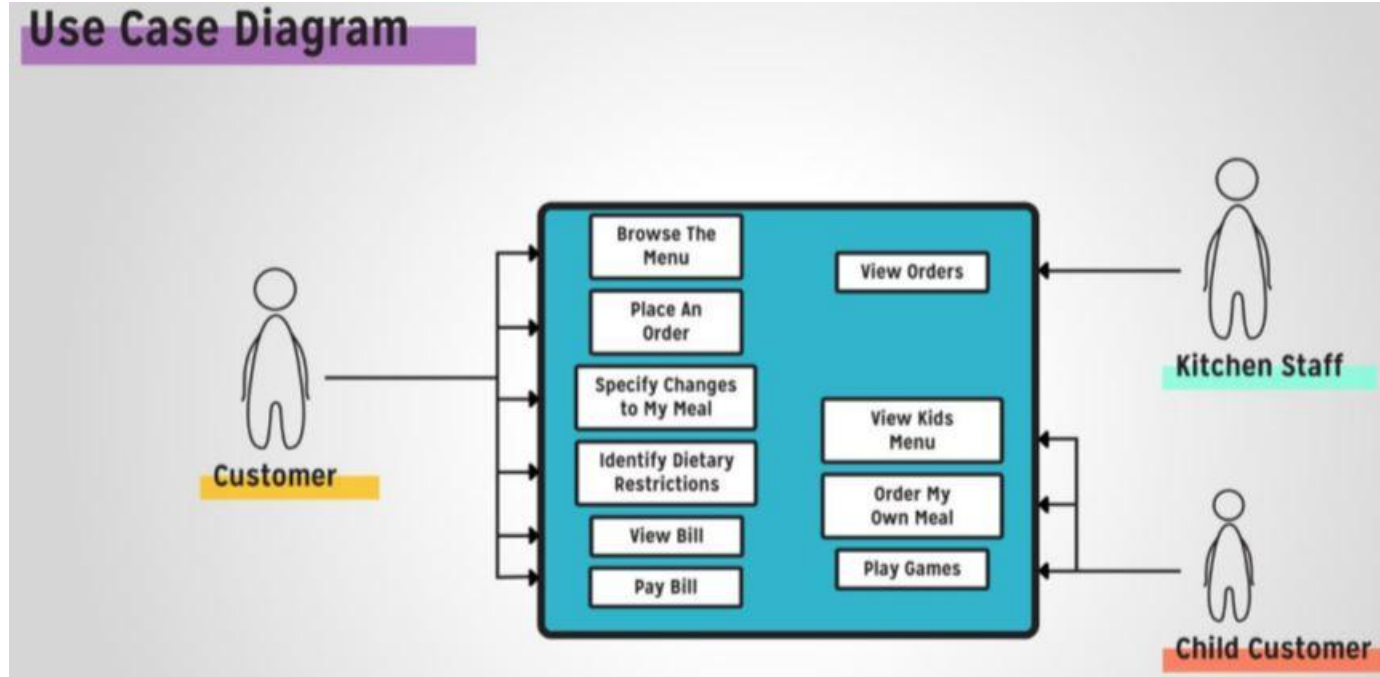 Use Case Diagram
Browse The
Menu
Place An
Order
Specify Changes
to My Meal
Identify Dietary
Restrictions
View Bill
Pay Bill
View Orders
View Kids
Menu
Order My
Own Meal
Play Games
Customer
Kitchen Staff
Child Customer